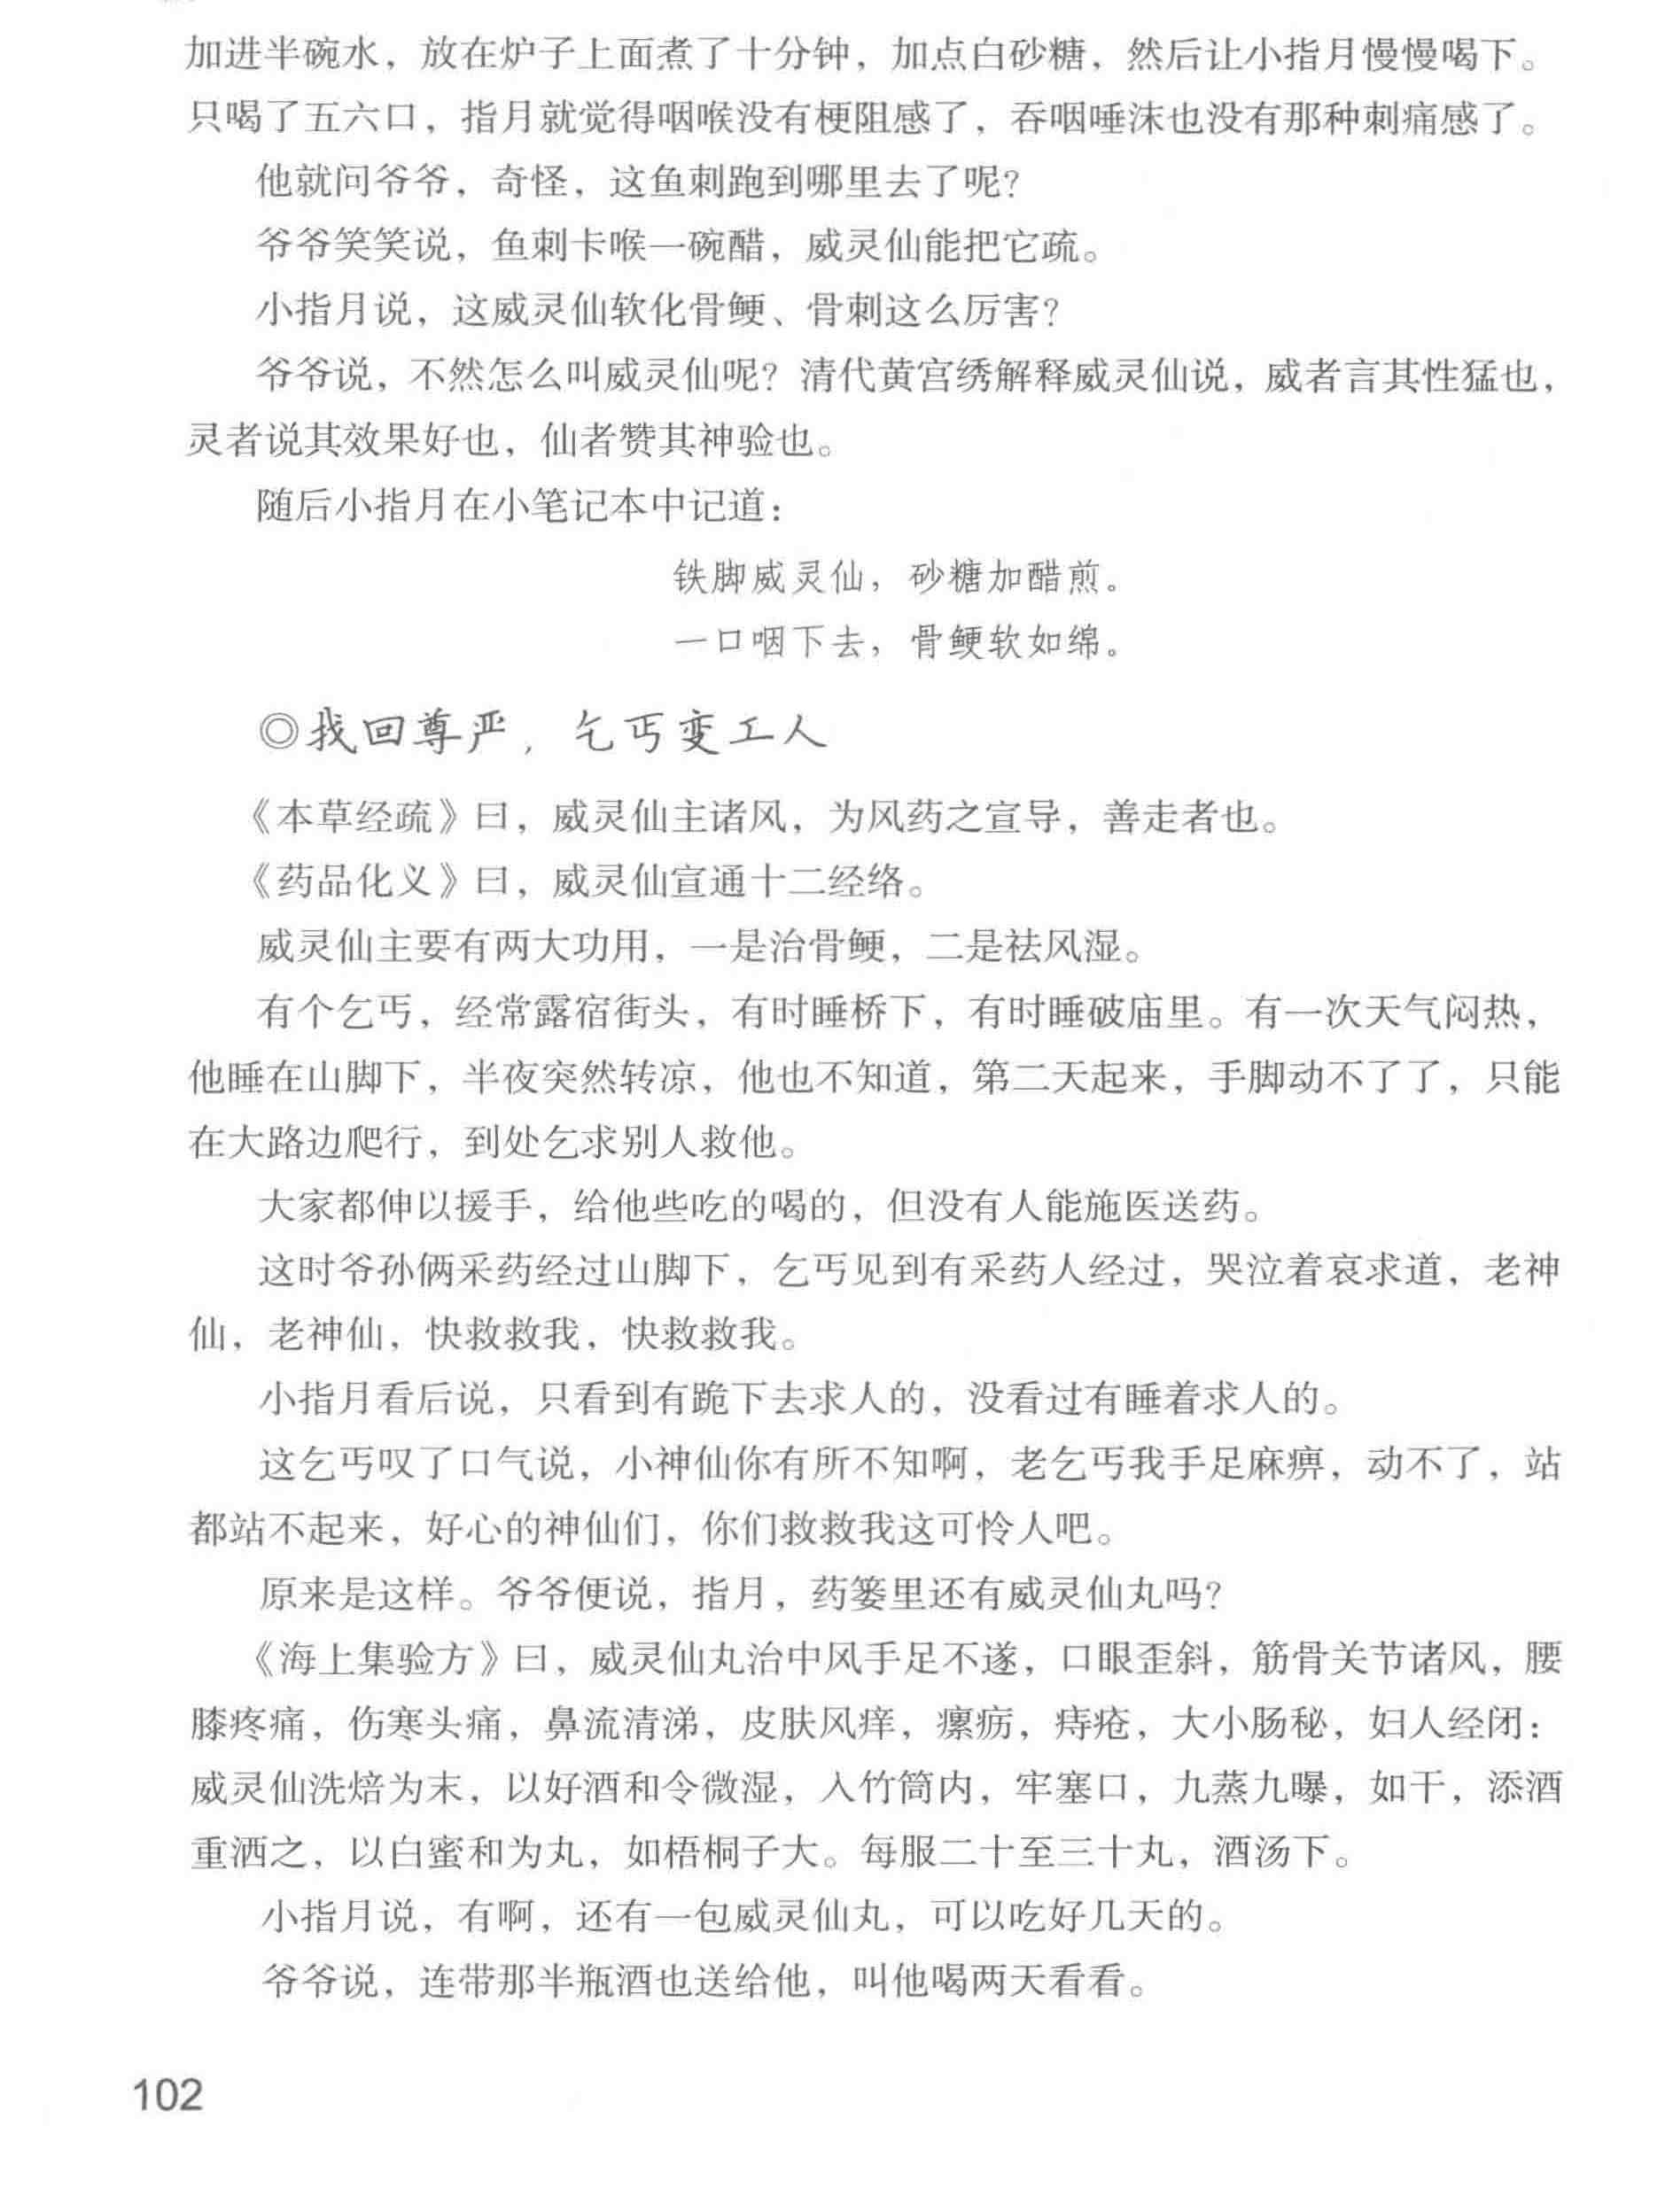 加进半碗水，放在炉子上面煮了十分钟，加点白砂糖，然后让小指月慢慢喝下。
只喝了五六口，指月就觉得咽喉没有梗阻感了，吞咽唾沫也没有那种刺痛感了。
他就问爷爷，奇怪，这鱼刺跑到哪里去了呢？
爷爷笑笑说，鱼刺卡喉一碗醋，威灵仙能把它疏。
小指月说，这威灵仙软化骨鲠、骨刺这么厉害？
爷爷说，不然怎么叫威灵仙呢？清代黄宫绣解释威灵仙说，威者言其性猛也，
灵者说其效果好也，仙者赞其神验也。
随后小指月在小笔记本中记道：
铁脚威灵仙，砂糖加醋煎。
一口咽下去，骨鲠软如绵。
◎找回尊严，乞丐变工人
《本草经疏》曰，威灵仙主诸风，为风药之宣导，善走者也。
《药品化义》曰，威灵仙宣通十二经络。
威灵仙主要有两大功用，一是治骨鲠，二是祛风湿。
有个乞丐，经常露宿街头，有时睡桥下，有时睡破庙里。有一次天气闷热，
他睡在山脚下，半夜突然转凉，他也不知道，第二天起来，手脚动不了了，只能
在大路边爬行，到处乞求别人救他。
大家都伸以援手，给他些吃的喝的，但没有人能施医送药。
这时爷孙俩采药经过山脚下，乞丐见到有采药人经过，哭泣着哀求道，老神
仙，老神仙，快救救我，快救救我。
小指月看后说，只看到有跪下去求人的，没看过有睡着求人的。
这乞丐叹了口气说，小神仙你有所不知啊，老乞丐我手足麻痹，动不了，站
都站不起来，好心的神仙们，你们救救我这可怜人吧。
原来是这样。爷爷便说，指月，药篓里还有威灵仙丸吗？
《海上集验方》曰，威灵仙丸治中风手足不遂，口眼歪斜，筋骨关节诸风，腰
膝疼痛，伤寒头痛，鼻流清涕，皮肤风痒，瘰疬，痔疮，大小肠秘，妇人经闭：
威灵仙洗焙为末，以好酒和令微湿，入竹筒内，牢塞口，九蒸九曝，如干，添酒
重洒之，以白蜜和为丸，如梧桐子大。每服二十至三十丸，酒汤下。
小指月说，有啊，还有一包威灵仙丸，可以吃好几天的。
爷爷说，连带那半瓶酒也送给他，叫他喝两天看看。
102